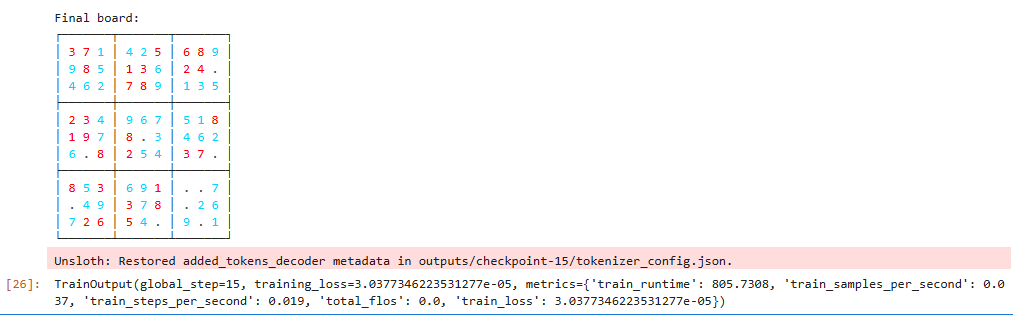 Final board:
3 7 1 | 4 2 5 | 6 8 9
9 8 5 | 1 3 6 | 2 4 .
4 6 2 | 7 8 9 | 1 3 5
2 3 4 | 9 6 7 | 5 1 8
1 9 7 | 8 . 3 | 4 6 2
6 . 8 | 2 5 4 | 3 7 .
8 5 3 | 6 9 1 | . . 7
. 4 9 | 3 7 8 | . 2 6
7 2 6 | 5 4 . | 9 . 1
Unsloth: Restored added_tokens_decoder metadata in outputs/checkpoint-15/tokenizer_config.json.
[26]: TrainOutput(global_step=15, training_loss=3.0377346223531277e-05, metrics={'train_runtime': 805.7308, 'train_samples_per_second': 0.0
37, 'train_steps_per_second': 0.019, 'total_flos': 0.0, 'train_loss': 3.0377346223531277e-05})